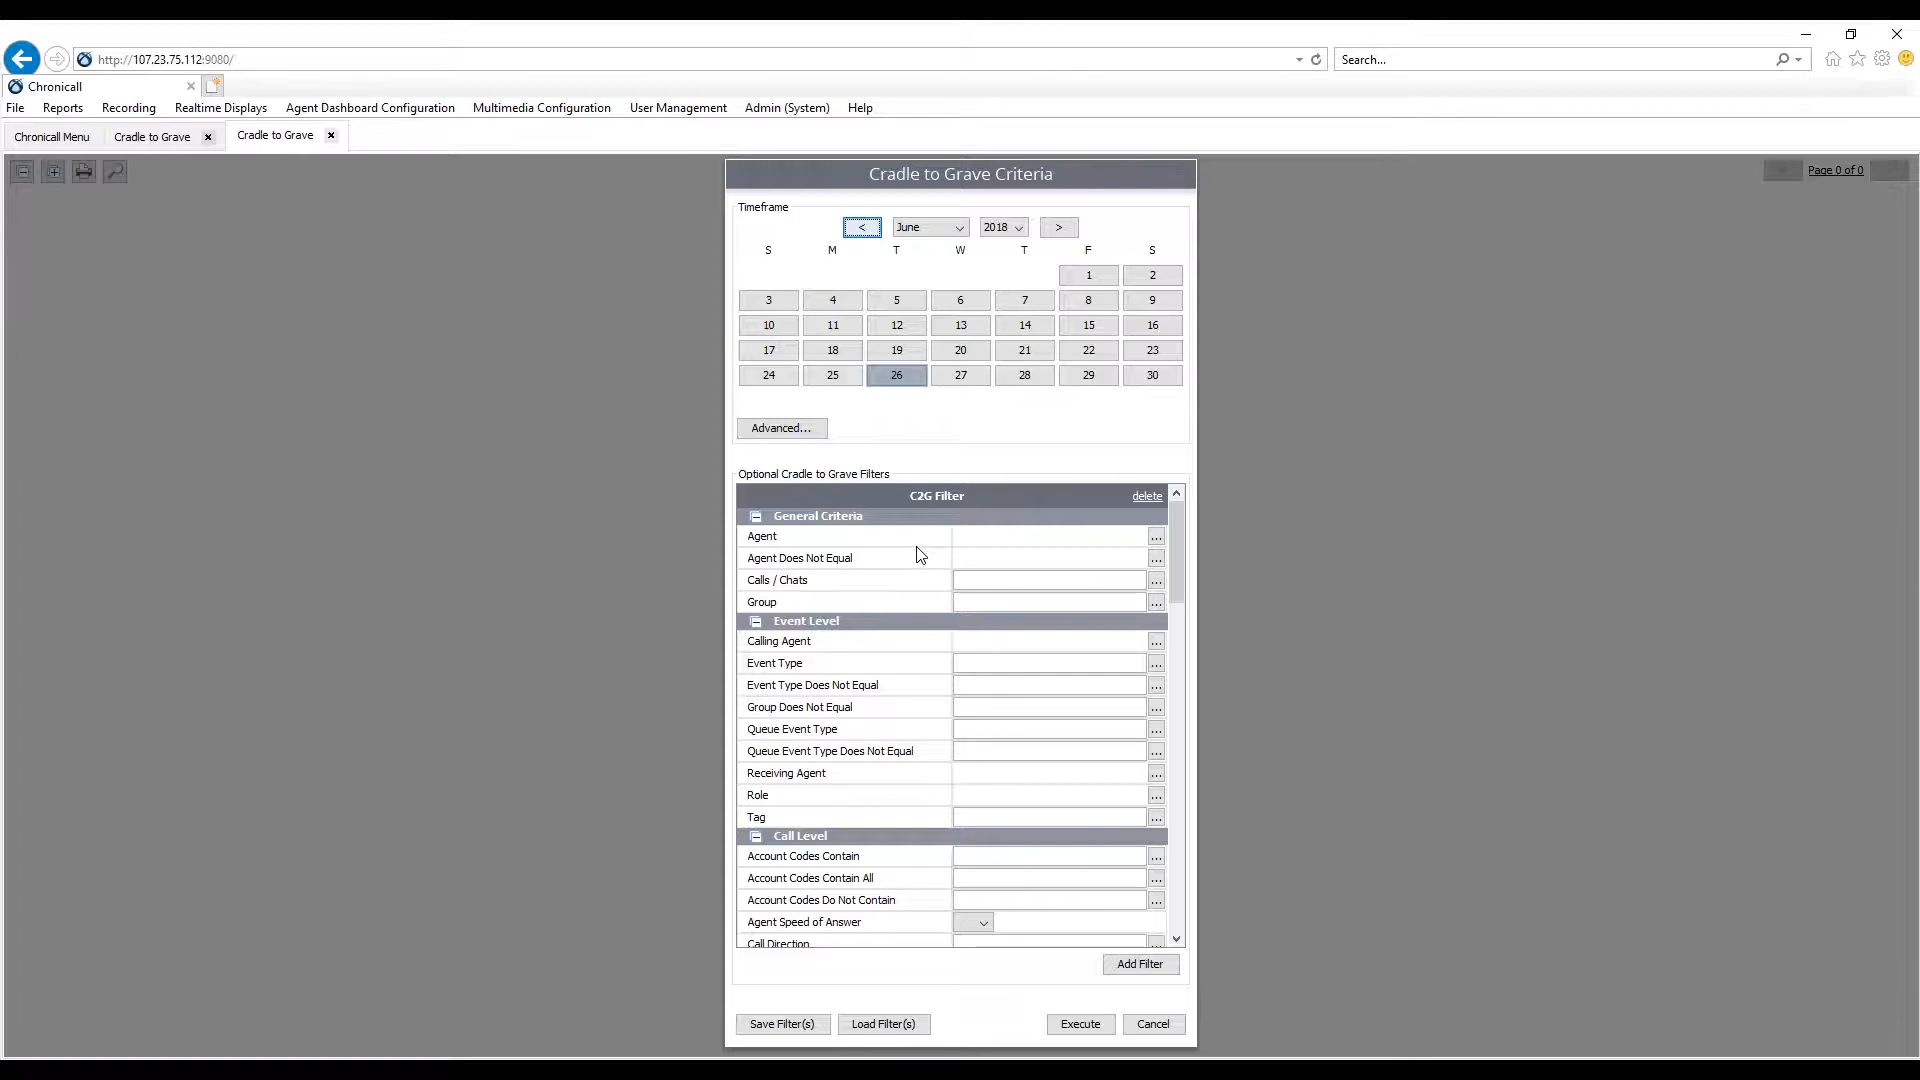 http://107.23.75.112:9080/
Search...
Chronicall
File Reports Recording Realtime Displays Agent Dashboard Configuration Multimedia Configuration User Management Admin (System) Help
Chronicall Menu Cradle to Grave Cradle to Grave
Page 0 of 0
Cradle to Grave Criteria
Timeframe
< June 2018 >
S M T W T F S
1 2
3 4 5 6 7 8 9
10 11 12 13 14 15 16
17 18 19 20 21 22 23
24 25 26 27 28 29 30
Advanced...
Optional Cradle to Grave Filters
C2G Filter delete
General Criteria
Agent ...
Agent Does Not Equal ...
Calls / Chats ...
Group ...
Event Level
Calling Agent ...
Event Type ...
Event Type Does Not Equal ...
Group Does Not Equal ...
Queue Event Type ...
Queue Event Type Does Not Equal ...
Receiving Agent ...
Role ...
Tag ...
Call Level
Account Codes Contain ...
Account Codes Contain All ...
Account Codes Do Not Contain ...
Agent Speed of Answer
Call Direction ...
Add Filter
Save Filter(s) Load Filter(s) Execute Cancel